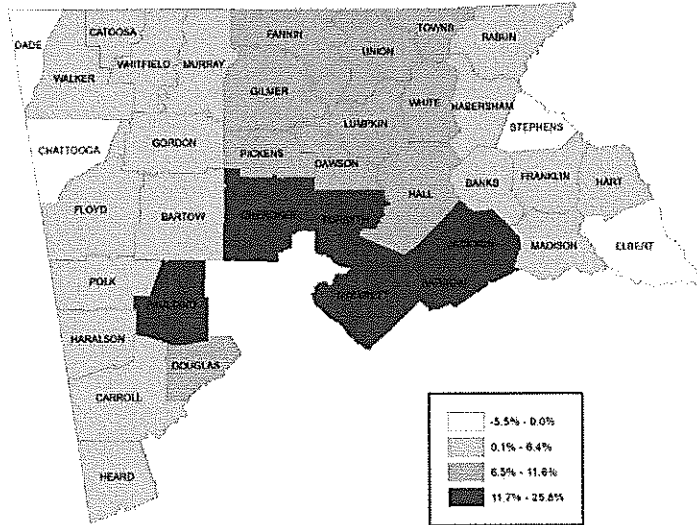 TOWNS
RABUN
FANNIN
UNION
CATOOSA
DADE
WHITFIELD
MURRAY
WALKER
GILMER
WHITE
HABERSHAM
LUMPKIN
STEPHENS
GORDON
CHATTOOGA
PICKENS
DAWSON
HALL
BANKS
FRANKLIN
HART
FLOYD
BARTOW
CHEROKEE
FORSYTH
MADISON
ELBERT
POLK
HARALSON
DOUGLAS
CARROLL
HEARD
-5.5% - 0.0%
0.1% - 6.4%
6.5% - 11.6%
11.7% - 25.8%